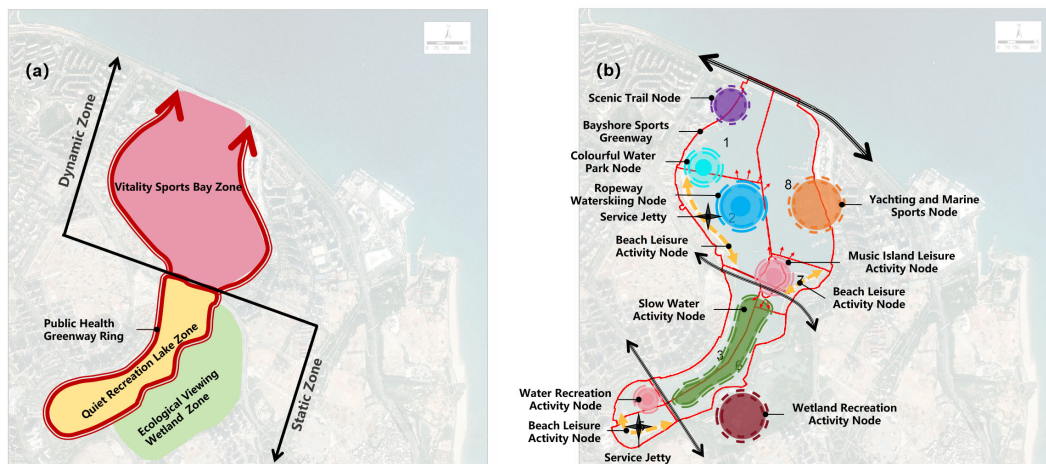 (a)
Dynamic Zone
Vitality Sports Bay Zone
Public Health
Greenway Ring
Quiet Recreation Lake Zone
Ecological Viewing
Wetland Zone
Static Zone
(b)
Scenic Trail Node
Bayshore Sports
Greenway
1
Colourful Water
Park Node
Ropeway
Waterskiing Node
2
Service Jetty
8
Yachting and Marine
Sports Node
Beach Leisure
Activity Node
Music Island Leisure
Activity Node
7
Beach Leisure
Activity Node
Slow Water
Activity Node
3
Water Recreation
Activity Node
Wetland Recreation
Activity Node
Beach Leisure
Activity Node
Service Jetty